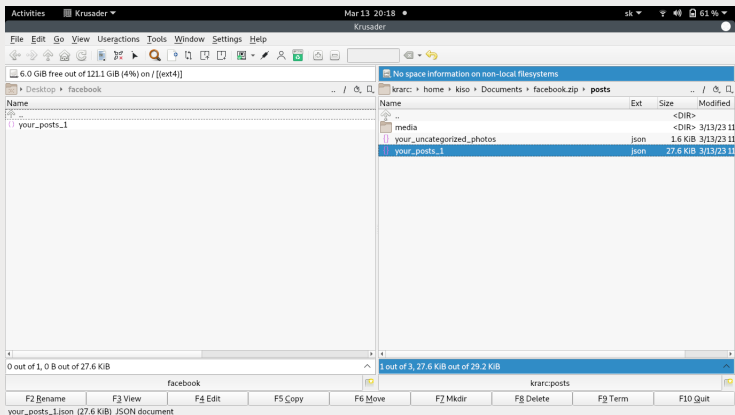 Activities Krusader Mar 13 20:18 sk 61 %
Krusader
File Edit Go View Useractions Tools Window Settings Help
6.0 GiB free out of 121.1 GiB (4%) on / [(ext4)]
No space information on non-local filesystems
Desktop facebook .. /
krarc: home kiso Documents facebook.zip posts .. /
Name
Name Ext Size Modified
..
.. <DIR>
media <DIR> 3/13/23 11
your_posts_1
your_uncategorized_photos json 1.6 KiB 3/13/23 11
your_posts_1 json 27.6 KiB 3/13/23 11
0 out of 1, 0 B out of 27.6 KiB
1 out of 3, 27.6 KiB out of 29.2 KiB
facebook
krarc:posts
F2 Rename F3 View F4 Edit F5 Copy F6 Move F7 Mkdir F8 Delete F9 Term F10 Quit
your_posts_1.json (27.6 KiB) JSON document